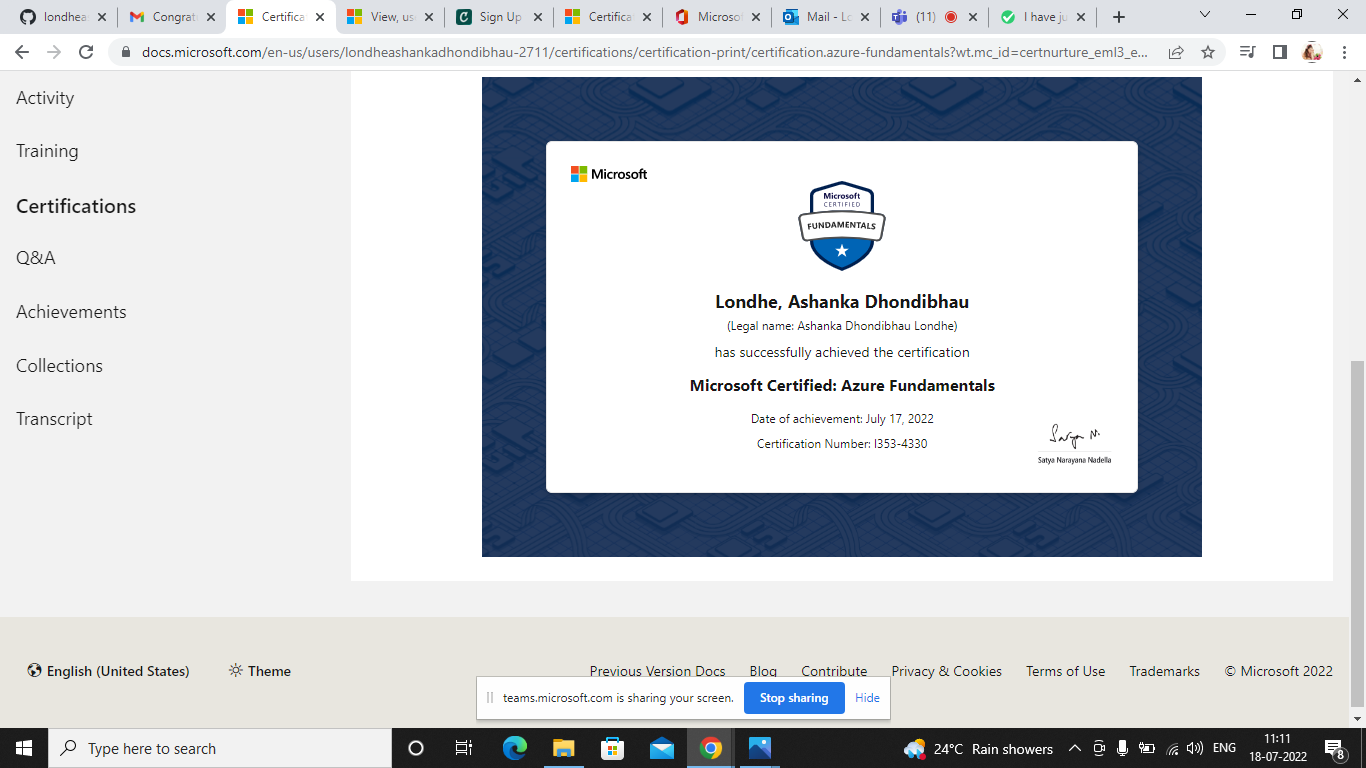 londhea
Congrat
Certifica
View, us
Sign Up
Certifica
Microso
Mail - Lo
(11)
I have ju
docs.microsoft.com/en-us/users/londheashankadhondibhau-2711/certifications/certification-print/certification.azure-fundamentals?wt.mc_id=certnurture_eml3_e...
Activity
Training
Certifications
Q&A
Achievements
Collections
Transcript
Microsoft
Microsoft
CERTIFIED
FUNDAMENTALS
Londhe, Ashanka Dhondibhau
(Legal name: Ashanka Dhondibhau Londhe)
has successfully achieved the certification
Microsoft Certified: Azure Fundamentals
Date of achievement: July 17, 2022
Certification Number: I353-4330
Satya N.
Satya Narayana Nadella
English (United States)
Theme
Previous Version Docs
Blog
Contribute
Privacy & Cookies
Terms of Use
Trademarks
© Microsoft 2022
teams.microsoft.com is sharing your screen.
Stop sharing
Hide
Type here to search
24°C Rain showers
ENG
11:11
18-07-2022
8